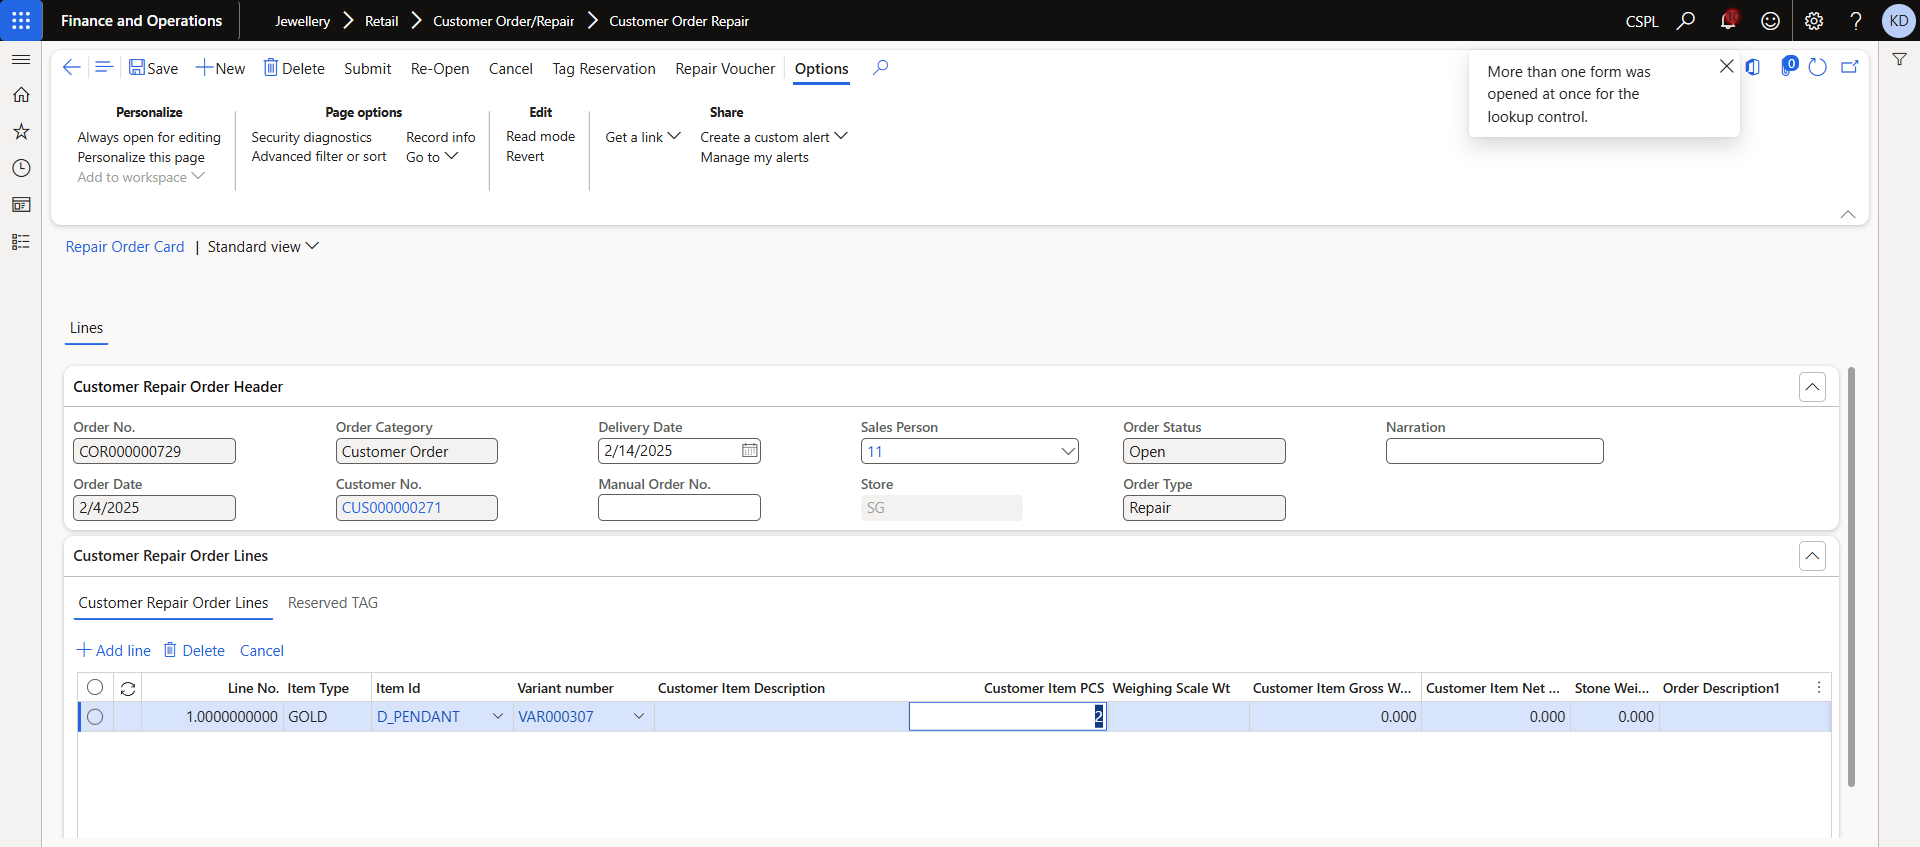 Finance and Operations
Jewellery
Retail
Customer Order/Repair
Customer Order Repair
CSPL
KD
Save
New
Delete
Submit
Re-Open
Cancel
Tag Reservation
Repair Voucher
Options
0
More than one form was
opened at once for the
lookup control.
Personalize
Always open for editing
Personalize this page
Add to workspace
Page options
Security diagnostics
Advanced filter or sort
Record info
Go to
Edit
Read mode
Revert
Get a link
Share
Create a custom alert
Manage my alerts
Repair Order Card | Standard view
Lines
Customer Repair Order Header
Order No.
COR000000729
Order Category
Customer Order
Delivery Date
2/14/2025
Sales Person
11
Order Status
Open
Narration
Order Date
2/4/2025
Customer No.
CUS000000271
Manual Order No.
Store
SG
Order Type
Repair
Customer Repair Order Lines
Customer Repair Order Lines Reserved TAG
Add line Delete Cancel
Line No. Item Type Item Id Variant number Customer Item Description Customer Item PCS Weighing Scale Wt Customer Item Gross W... Customer Item Net ... Stone Wei... Order Description1
1.0000000000 GOLD D_PENDANT VAR000307 2 0.000 0.000 0.000